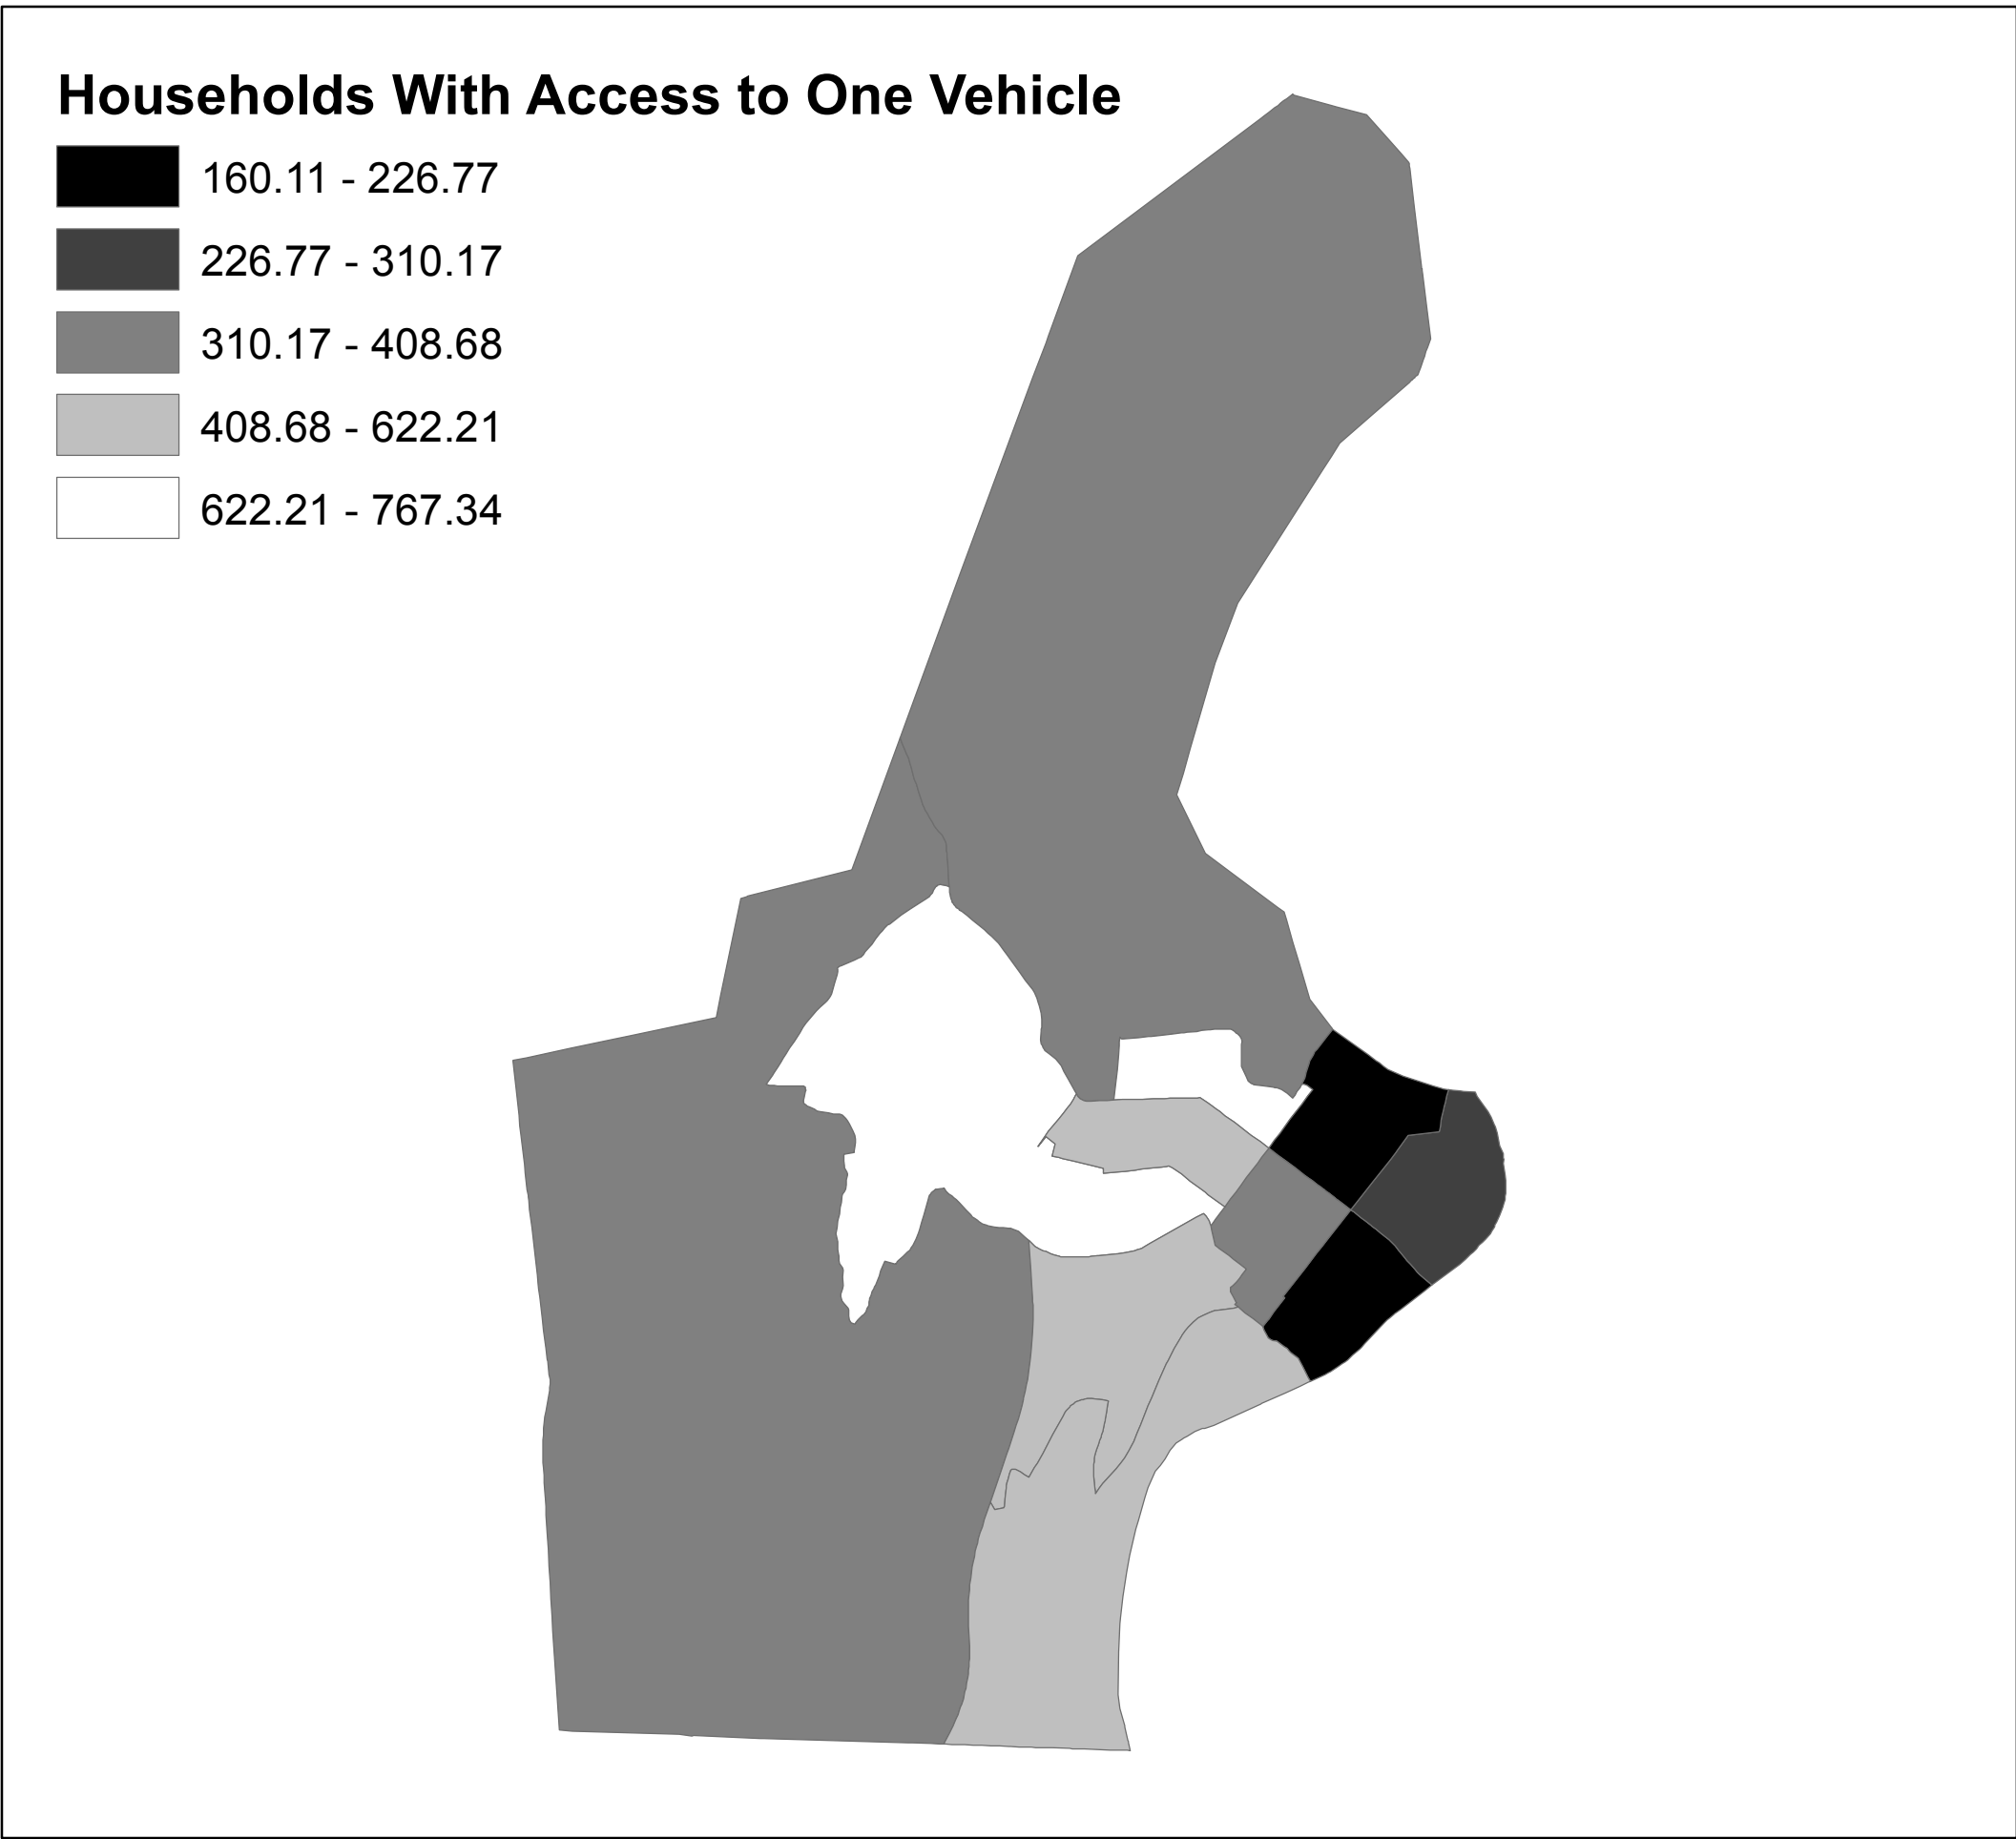 Households With Access to One Vehicle
160.11 - 226.77
226.77 - 310.17
310.17 - 408.68
408.68 - 622.21
622.21 - 767.34